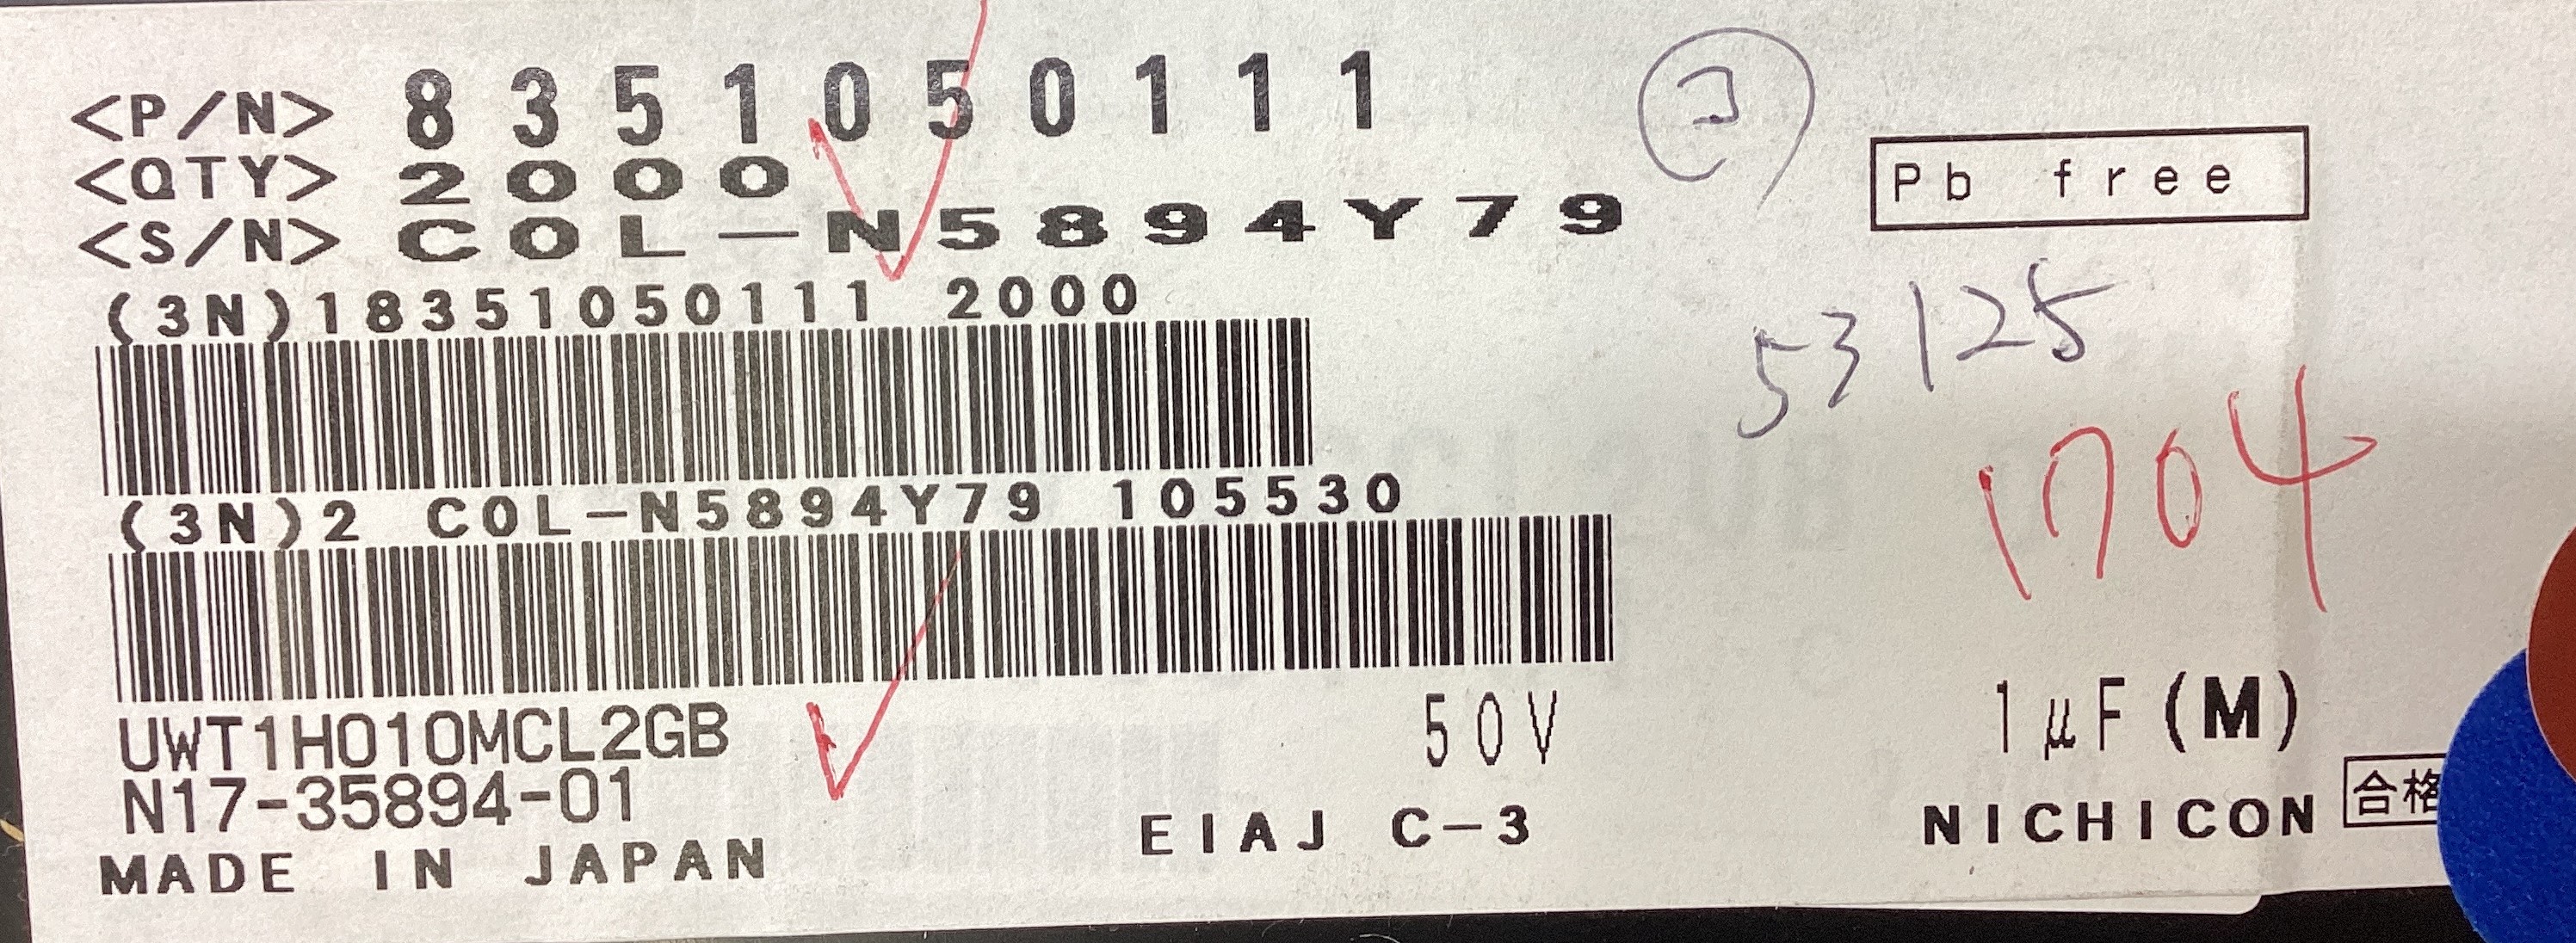 <P/N> 8351050111
<QTY> 2000
<S/N> COL-N5894Y79
コ
Pb free
(3N)18351050111 2000
53125
1704
(3N)2 COL-N5894Y79 105530
UWT1H010MCL2GB 50V 1μF(M)
N17-35894-01
MADE IN JAPAN EIAJ C-3 NICHICON 合格